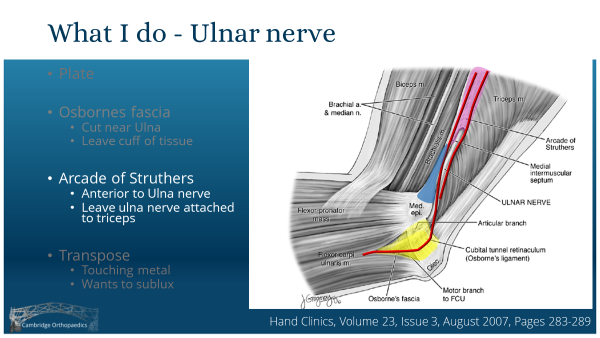 What I do - Ulnar nerve
• Plate
• Osbornes fascia
• Cut near Ulna
• Leave cuff of tissue
• Arcade of Struthers
• Anterior to Ulna nerve
• Leave ulna nerve attached
to triceps
• Transpose
• Touching metal
• Wants to sublux
Cambridge Orthopaedics
Biceps m.
Triceps m.
Brachial a.
& median n.
Brachialis m.
Arcade of
Struthers
Medial
intermuscular
septum
ULNAR NERVE
Med.
epi.
Flexor-pronator
mass
Articular branch
Cubital tunnel retinaculum
(Osborne's ligament)
Flexor carpi
ulnaris m.
Olec.
Motor branch
to FCU
Osborne's fascia
Hand Clinics, Volume 23, Issue 3, August 2007, Pages 283-289